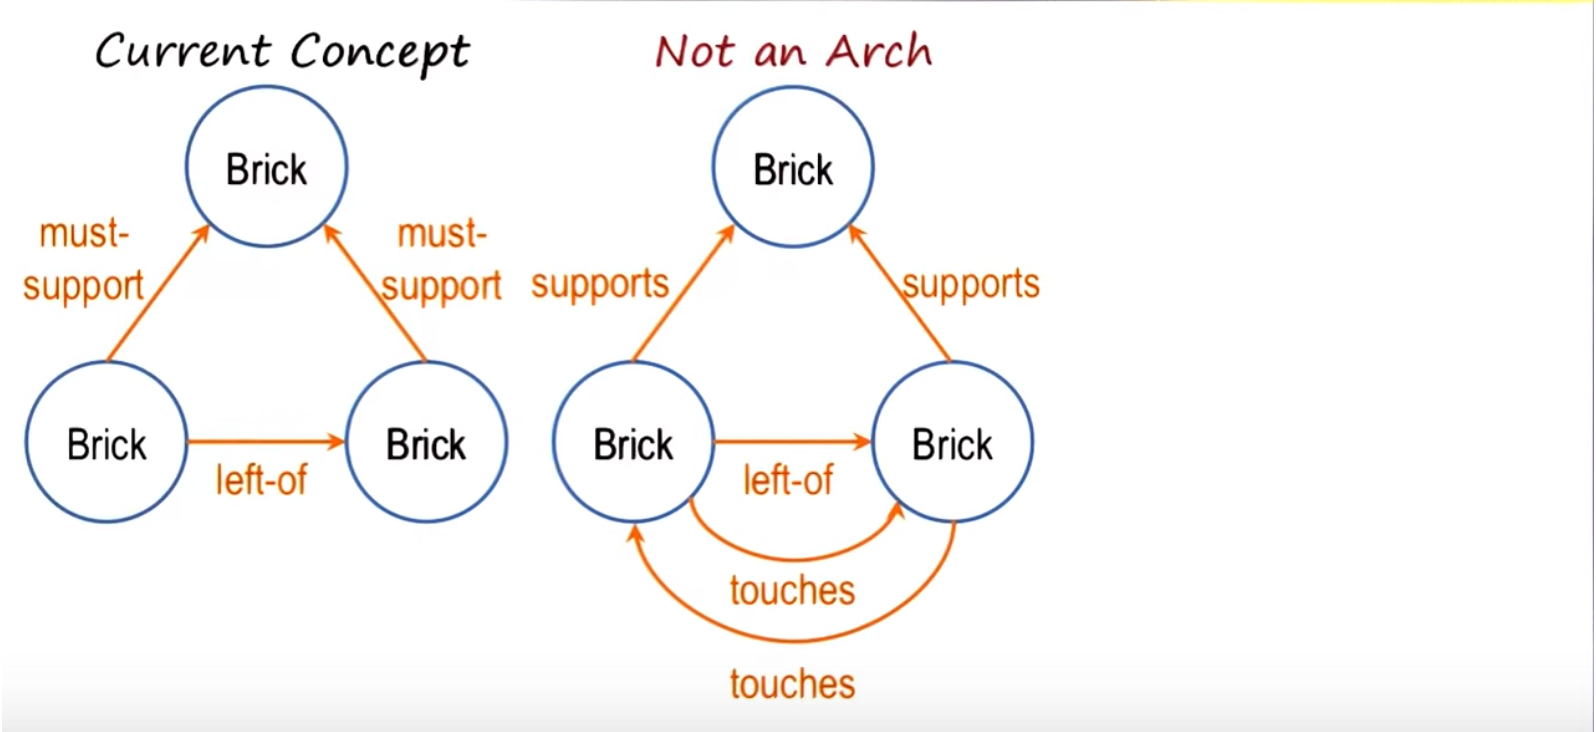 Current Concept
Not an Arch
Brick
Brick
must-
support
must-
support
supports
supports
Brick
left-of
Brick
Brick
left-of
Brick
touches
touches